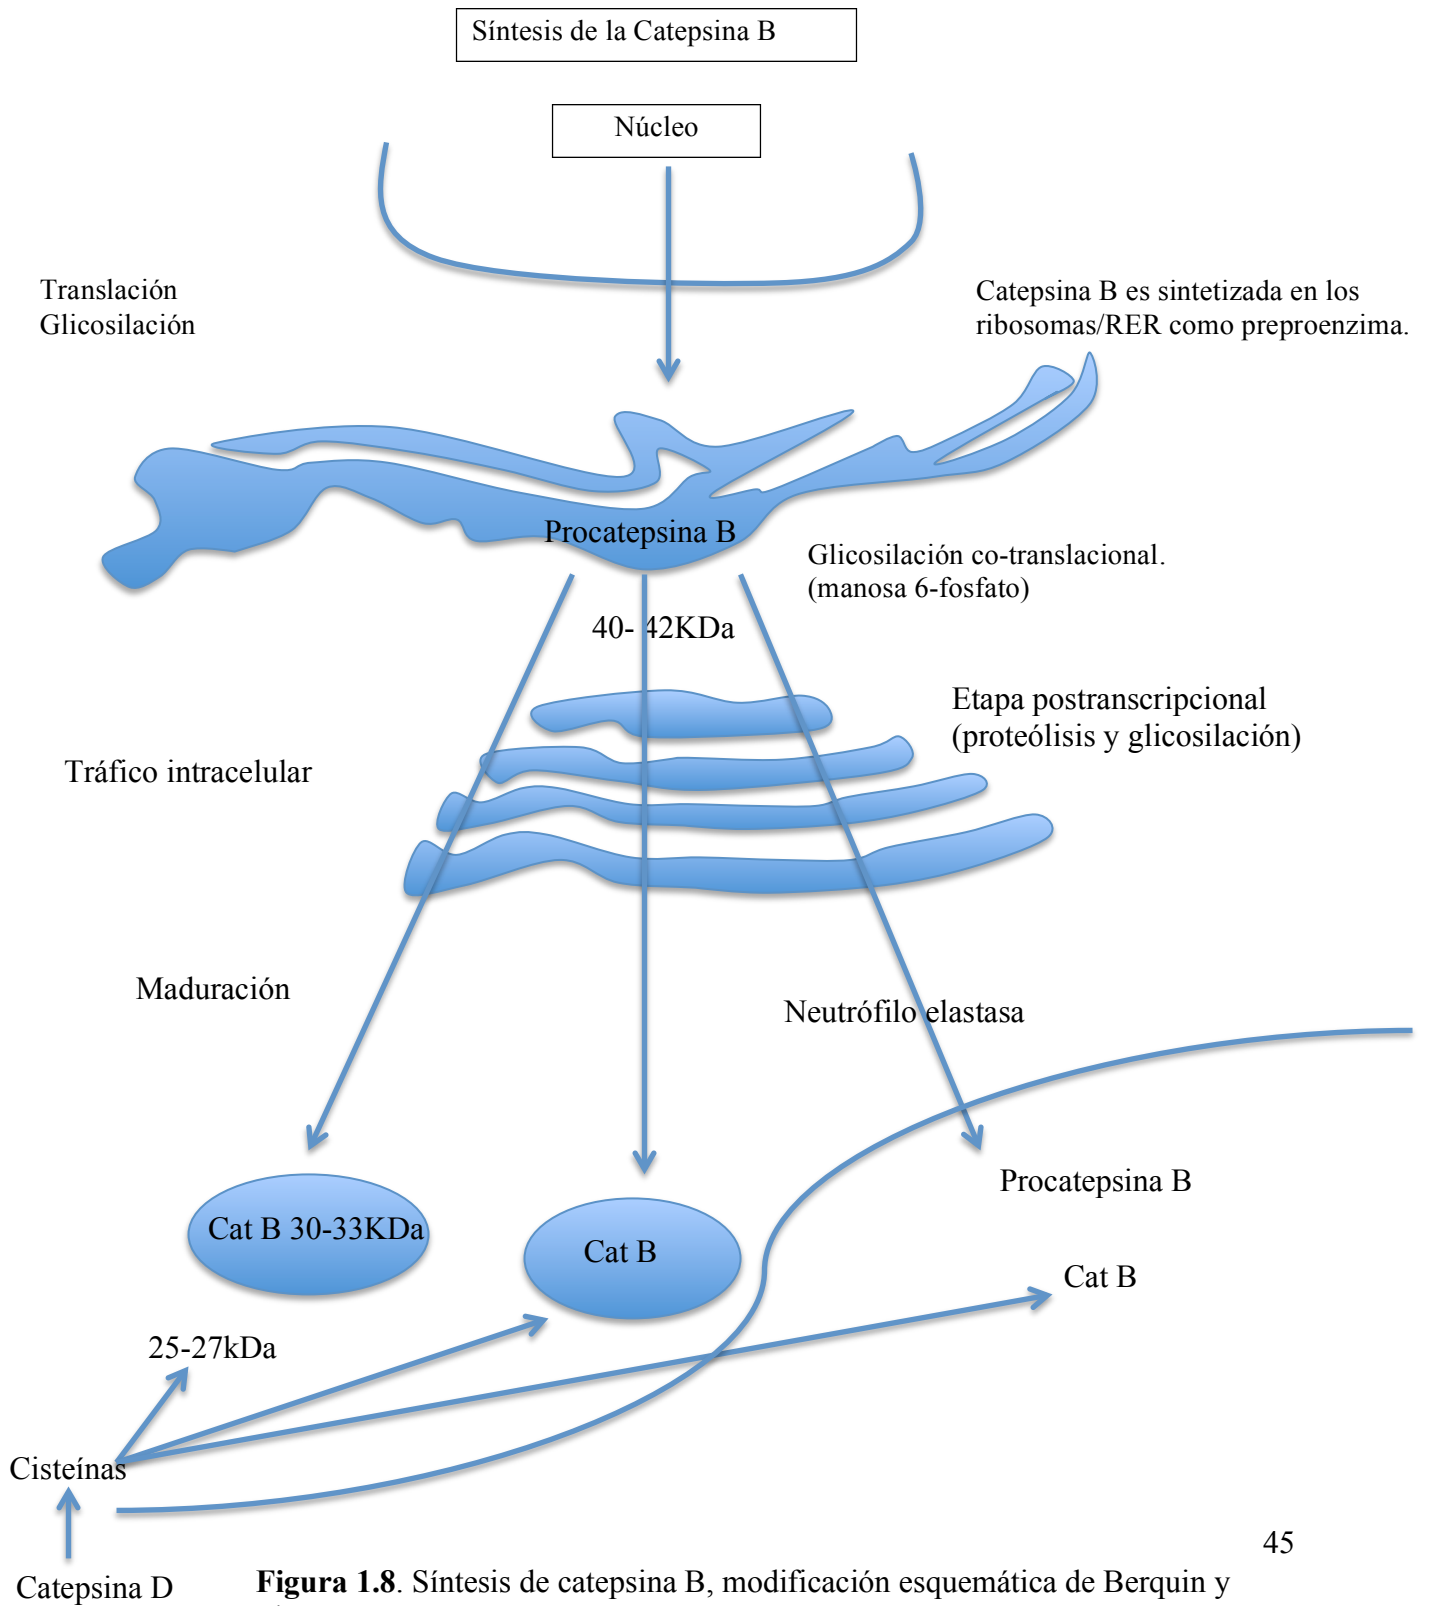 Síntesis de la Catepsina B
Núcleo
Translación
Glicosilación
Catepsina B es sintetizada en los
ribosomas/RER como preproenzima.
Procatepsina B
Glicosilación co-translacional.
(manosa 6-fosfato)
40- 42KDa
Etapa postranscripcional
(proteólisis y glicosilación)
Tráfico intracelular
Maduración
Neutrófilo elastasa
Procatepsina B
Cat B 30-33KDa
Cat B
Cat B
25-27kDa
Cisteínas
45
Catepsina D
Figura 1.8. Síntesis de catepsina B, modificación esquemática de Berquin y